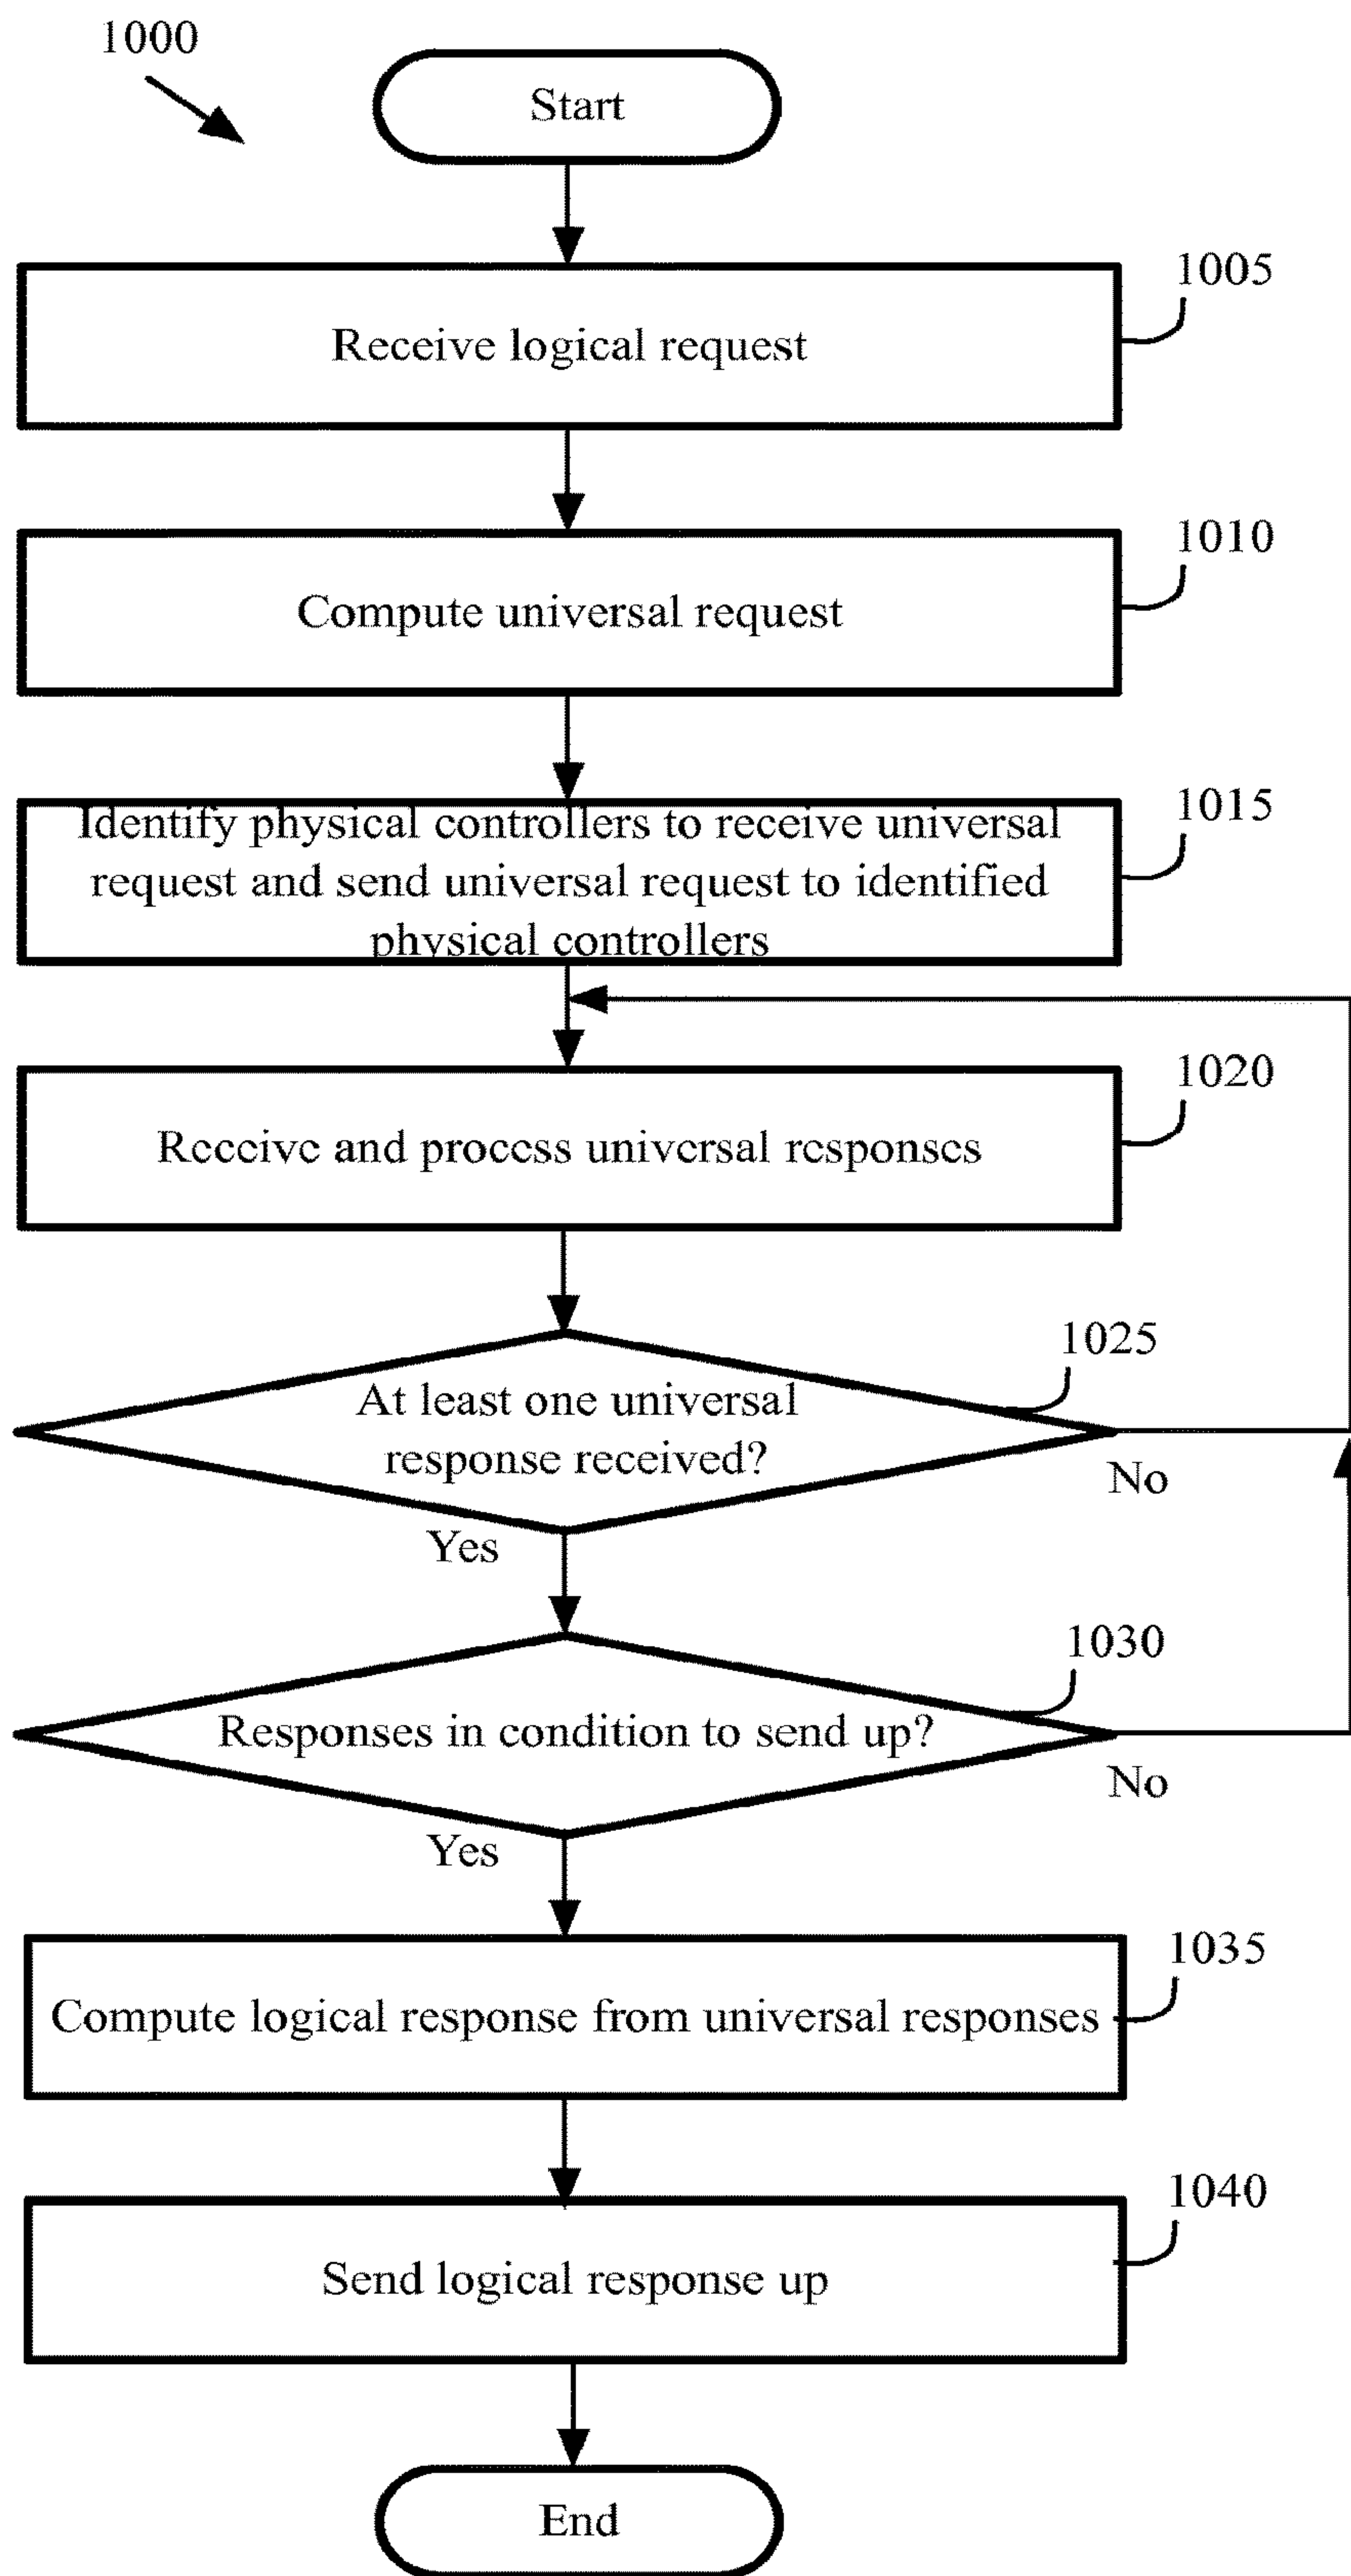 1000
Start
1005
Receive logical request
1010
Compute universal request
1015
Identify physical controllers to receive universal
request and send universal request to identified
physical controllers
1020
Receive and process universal responses
1025
At least one universal
response received?
No
Yes
1030
Responses in condition to send up?
No
Yes
1035
Compute logical response from universal responses
1040
Send logical response up
End